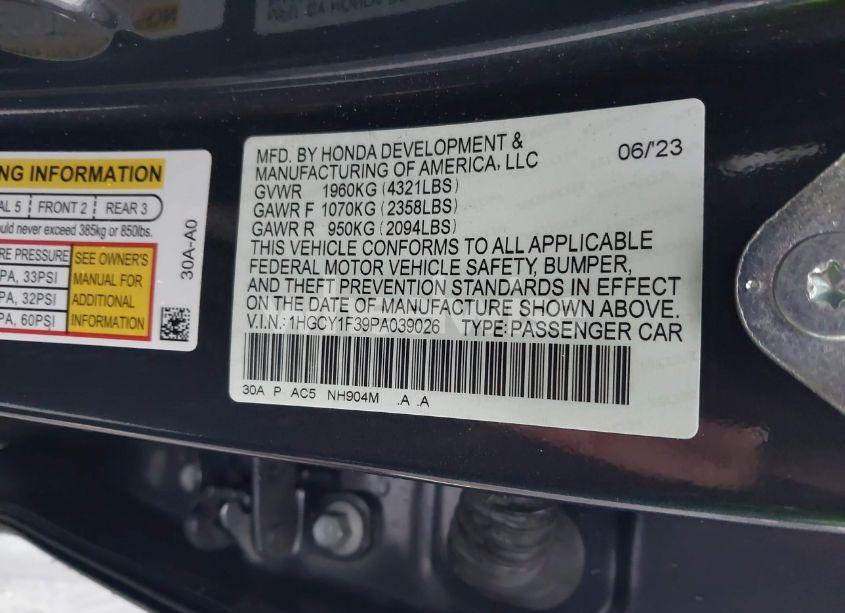 NG INFORMATION
AL 5 FRONT 2 REAR 3
ould never exceed 385kg or 850lbs.
RE PRESSURE
PA, 33PSI
PA, 32PSI
PA, 60PSI
SEE OWNER'S
MANUAL FOR
ADDITIONAL
INFORMATION
30A-A0
MFD. BY HONDA DEVELOPMENT &
MANUFACTURING OF AMERICA, LLC
06/'23
GVWR 1960KG (4321LBS)
GAWR F 1070KG (2358LBS)
GAWR R 950KG (2094LBS)
THIS VEHICLE CONFORMS TO ALL APPLICABLE
FEDERAL MOTOR VEHICLE SAFETY, BUMPER,
AND THEFT PREVENTION STANDARDS IN EFFECT
ON THE DATE OF MANUFACTURE SHOWN ABOVE.
V.I.N.: 1HGCY1F39PA039026 TYPE: PASSENGER CAR
30A P AC5 NH904M .A .A